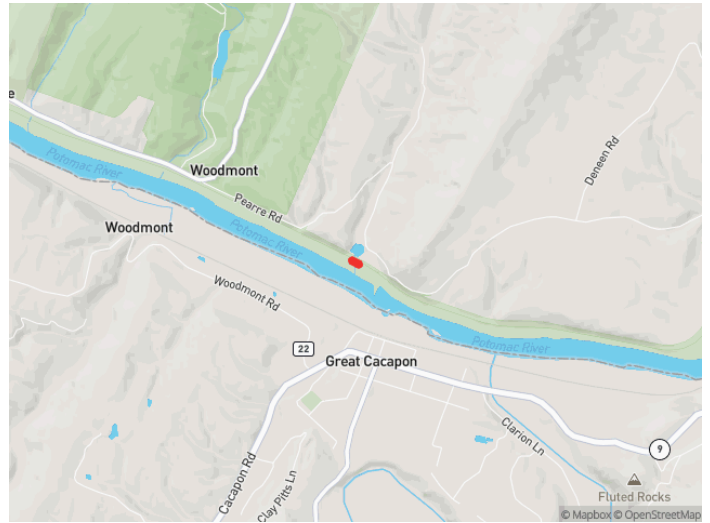 e
Potomac River
Woodmont
Deneen Rd
Pearre Rd
Woodmont
Potomac River
Woodmont Rd
22
Potomac River
Great Cacapon
Clarion Ln
9
Cacapon Rd
Clay Pitts Ln
Fluted Rocks
© Mapbox © OpenStreetMap